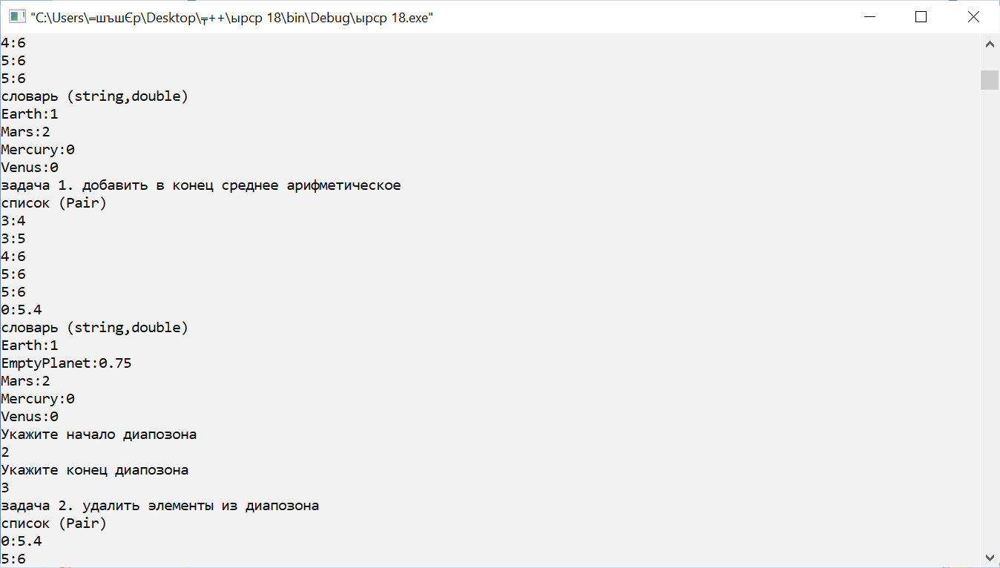 "C:\Users\═шъшЄр\Desktop\╤++\ырср 18\bin\Debug\ырср 18.exe"
4:6
5:6
5:6
словарь (string,double)
Earth:1
Mars:2
Mercury:0
Venus:0
задача 1. добавить в конец среднее арифметическое
список (Pair)
3:4
3:5
4:6
5:6
5:6
0:5.4
словарь (string,double)
Earth:1
EmptyPlanet:0.75
Mars:2
Mercury:0
Venus:0
Укажите начало диапозона
2
Укажите конец диапозона
3
задача 2. удалить элементы из диапозона
список (Pair)
0:5.4
5:6